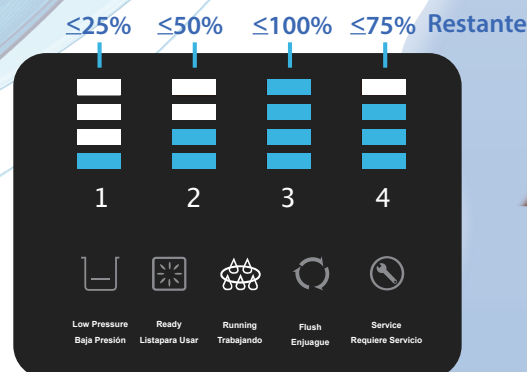 ≤25% ≤50% ≤100% ≤75% Restante
1 2 3 4
Low Pressure Ready Running Flush Service
Baja Presión Listapara Usar Trabajando Enjuague Requiere Servicio